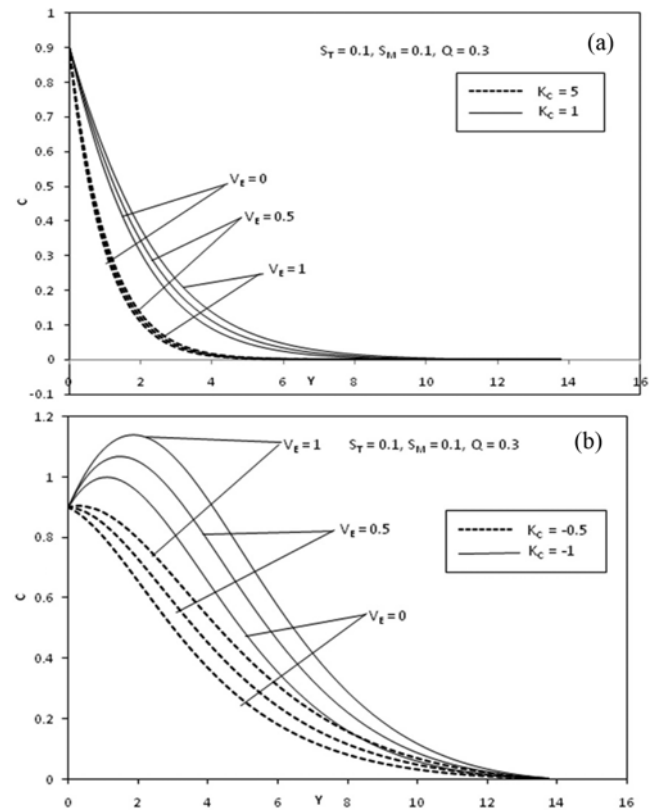 (a)
S_T = 0.1, S_M = 0.1, Q = 0.3
K_C = 5
K_C = 1
V_E = 0
V_E = 0.5
V_E = 1
C
1
0.9
0.8
0.7
0.6
0.5
0.4
0.3
0.2
0.1
0
-0.1
0 2 4 6 8 10 12 14 16
Y
(b)
V_E = 1 S_T = 0.1, S_M = 0.1, Q = 0.3
K_C = -0.5
K_C = -1
V_E = 0.5
V_E = 0
C
1.2
1
0.8
0.6
0.4
0.2
0
0 2 4 6 8 10 12 14 16
Y